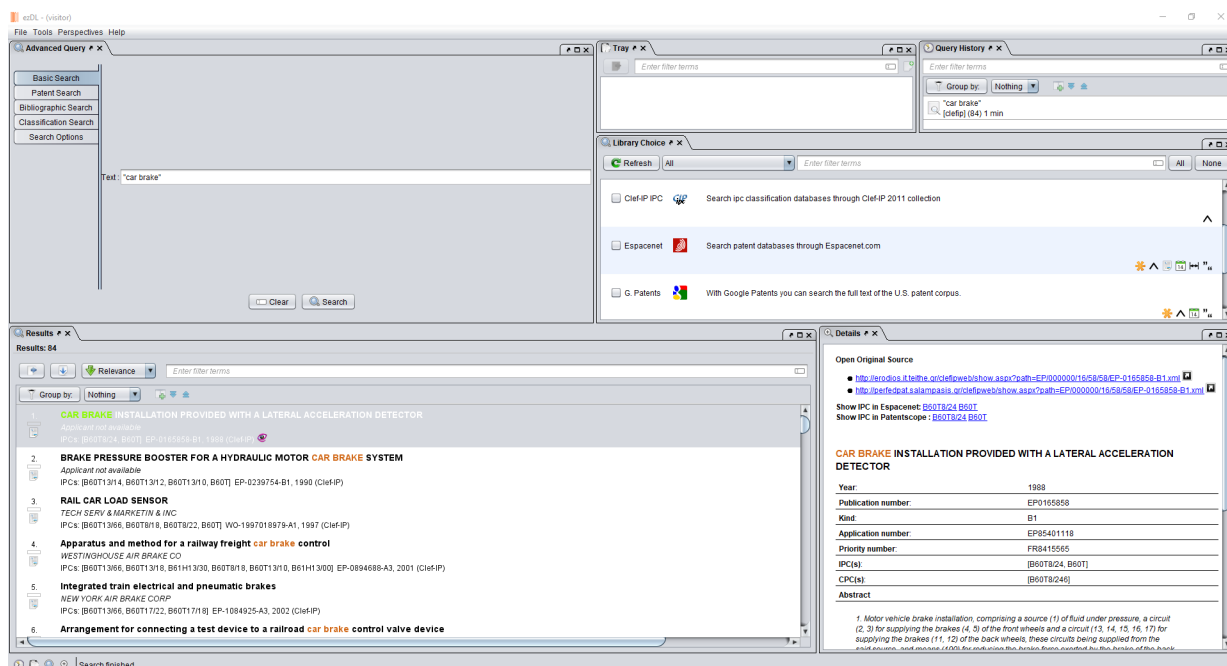 ezDL - (visitor)
File Tools Perspectives Help
Advanced Query
Basic Search
Patent Search
Bibliographic Search
Classification Search
Search Options
Text: "car brake"
Clear Search
Tray
Enter filter terms
Query History
Enter filter terms
Group by: Nothing
"car brake"
[clefip] (84) 1 min
Library Choice
Refresh All Enter filter terms All None
Clef-IP IPC Search ipc classification databases through Clef-IP 2011 collection
Espacenet Search patent databases through Espacenet.com
14
G. Patents With Google Patents you can search the full text of the U.S. patent corpus.
14
Results
Results: 84
Relevance Enter filter terms
Group by: Nothing
1. CAR BRAKE INSTALLATION PROVIDED WITH A LATERAL ACCELERATION DETECTOR
Applicant not available
IPCs: [B60T8/24, B60T] EP-0165858-B1, 1988 (Clef-IP)
2. BRAKE PRESSURE BOOSTER FOR A HYDRAULIC MOTOR CAR BRAKE SYSTEM
Applicant not available
IPCs: [B60T13/14, B60T13/12, B60T13/10, B60T] EP-0239754-B1, 1990 (Clef-IP)
3. RAIL CAR LOAD SENSOR
TECH SERV & MARKETIN & INC
IPCs: [B60T13/66, B60T8/18, B60T8/22, B60T] WO-1997018979-A1, 1997 (Clef-IP)
4. Apparatus and method for a railway freight car brake control
WESTINGHOUSE AIR BRAKE CO
IPCs: [B60T13/66, B60T13/18, B61H13/30, B60T8/18, B60T13/10, B61H13/00] EP-0894688-A3, 2001 (Clef-IP)
5. Integrated train electrical and pneumatic brakes
NEW YORK AIR BRAKE CORP
IPCs: [B60T13/66, B60T17/22, B60T17/18] EP-1084925-A3, 2002 (Clef-IP)
6. Arrangement for connecting a test device to a railroad car brake control valve device
Details
Open Original Source
http://erodios.it.teithe.gr/clefipweb/show.aspx?path=EP/000000/16/58/58/EP-0165858-B1.xml
http://perfedpat.salampasis.gr/clefipweb/show.aspx?path=EP/000000/16/58/58/EP-0165858-B1.xml
Show IPC in Espacenet: B60T8/24 B60T
Show IPC in Patentscope : B60T8/24 B60T
CAR BRAKE INSTALLATION PROVIDED WITH A LATERAL ACCELERATION
DETECTOR
Year: 1988
Publication number: EP0165858
Kind: B1
Application number: EP85401118
Priority number: FR8415565
IPC(s): [B60T8/24, B60T]
CPC(s): [B60T8/246]
Abstract
1. Motor vehicle brake installation, comprising a source (1) of fluid under pressure, a circuit
(2, 3) for supplying the brakes (4, 5) of the front wheels and a circuit (13, 14, 15, 16, 17) for
supplying the brakes (11, 12) of the back wheels, these circuits being supplied from the
said source, and means (400) for reducing the brake force exerted by the brake of the back
Search finished